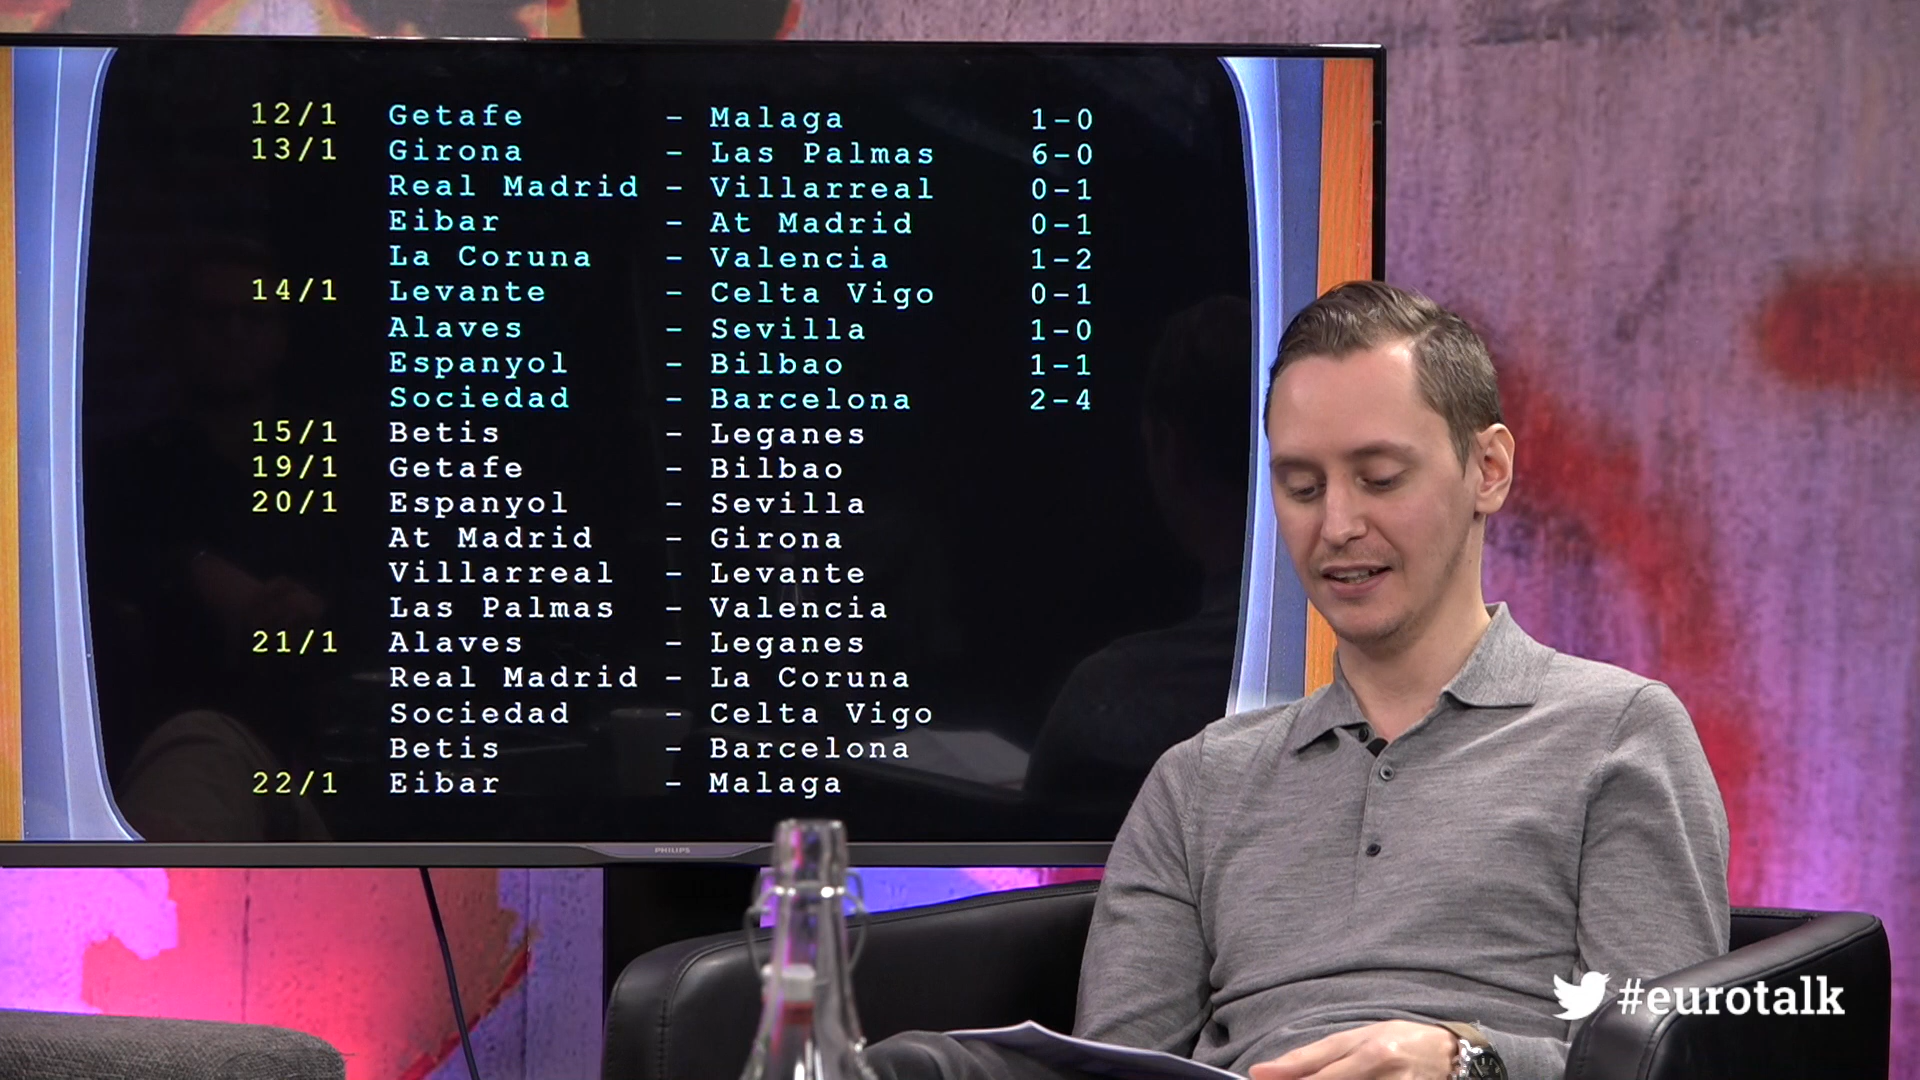 12/1 Getafe - Malaga 1-0
13/1 Girona - Las Palmas 6-0
Real Madrid - Villarreal 0-1
Eibar - At Madrid 0-1
La Coruna - Valencia 1-2
14/1 Levante - Celta Vigo 0-1
Alaves - Sevilla 1-0
Espanyol - Bilbao 1-1
Sociedad - Barcelona 2-4
15/1 Betis - Leganes
19/1 Getafe - Bilbao
20/1 Espanyol - Sevilla
At Madrid - Girona
Villarreal - Levante
Las Palmas - Valencia
21/1 Alaves - Leganes
Real Madrid - La Coruna
Sociedad - Celta Vigo
Betis - Barcelona
22/1 Eibar - Malaga
PHILIPS
#eurotalk